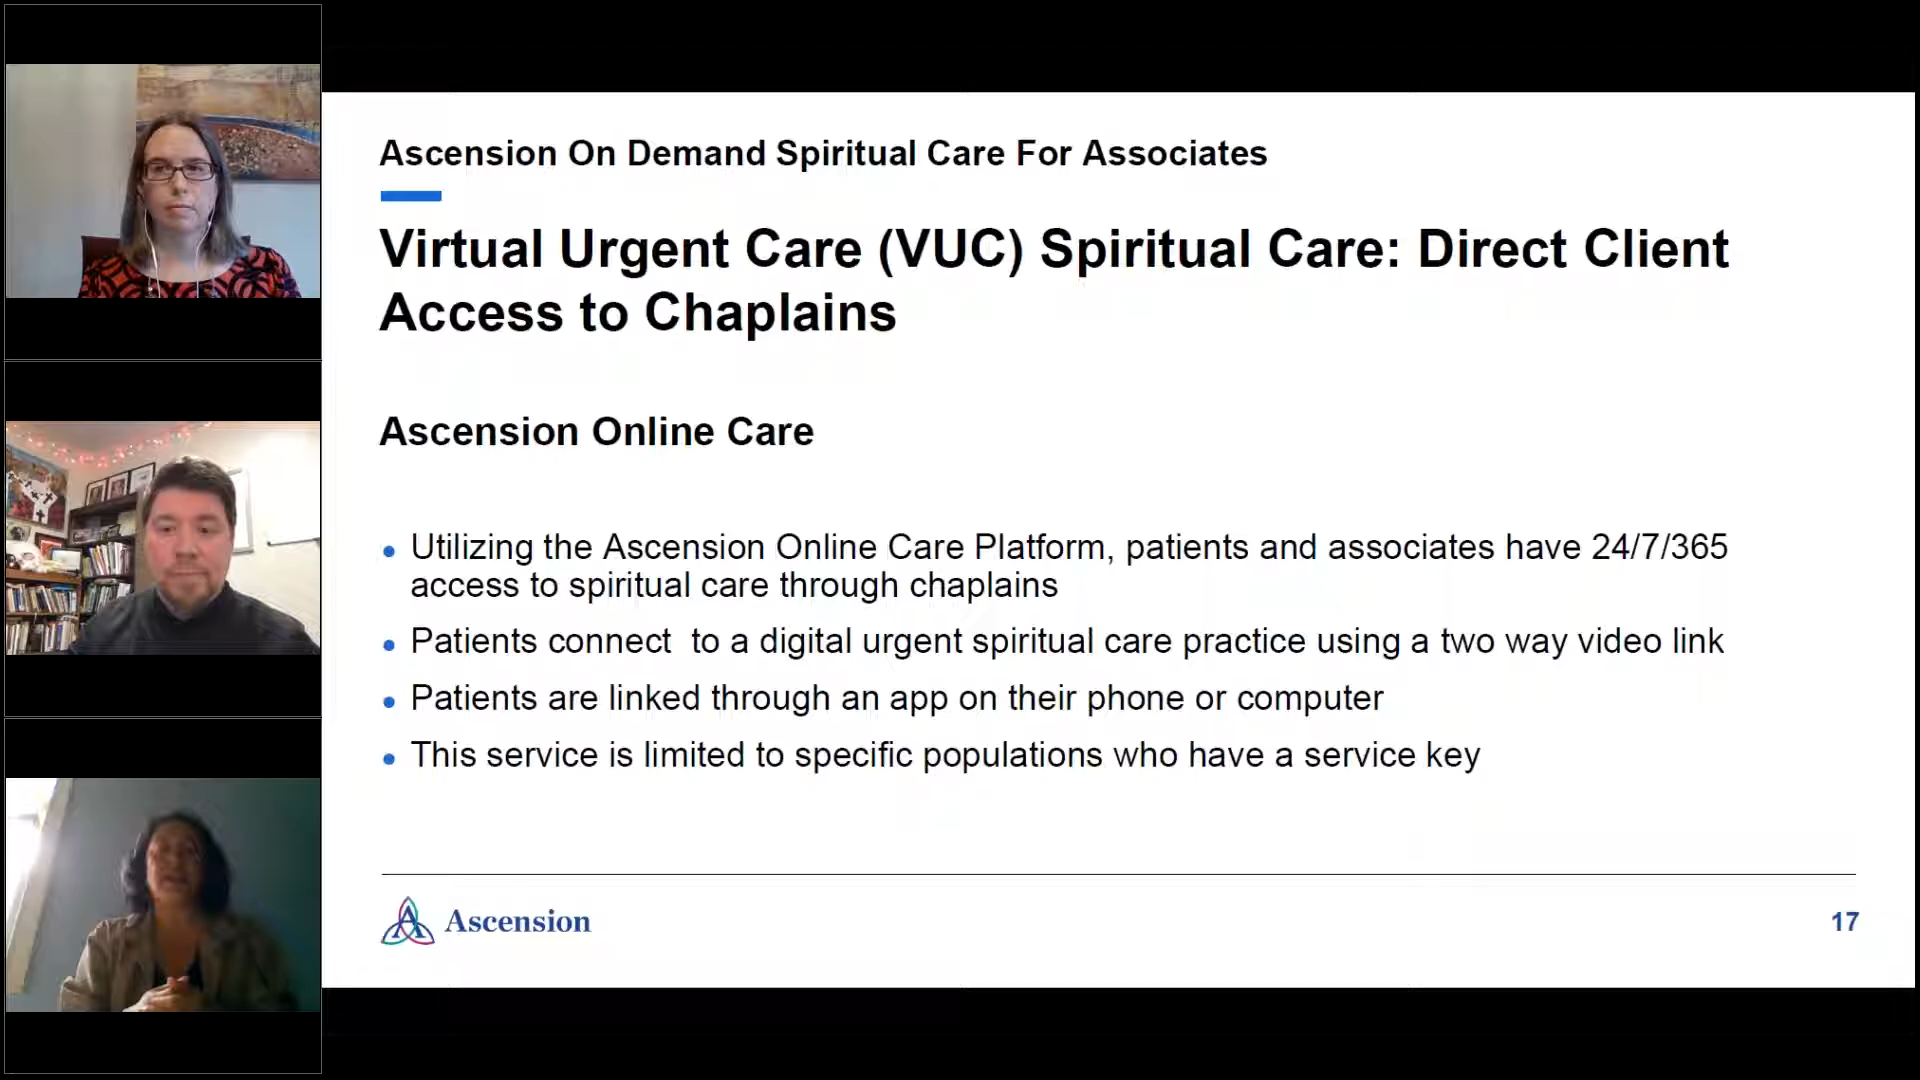 Ascension On Demand Spiritual Care For Associates
Virtual Urgent Care (VUC) Spiritual Care: Direct Client
Access to Chaplains
Ascension Online Care
• Utilizing the Ascension Online Care Platform, patients and associates have 24/7/365
access to spiritual care through chaplains
• Patients connect  to a digital urgent spiritual care practice using a two way video link
• Patients are linked through an app on their phone or computer
• This service is limited to specific populations who have a service key
Ascension
17